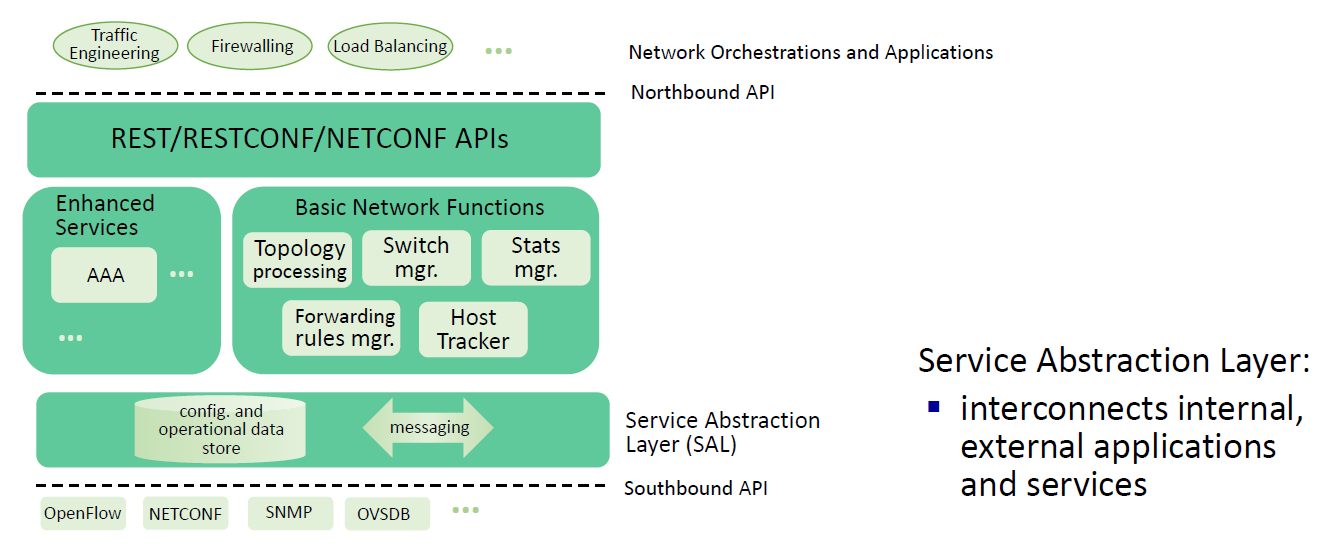 Traffic
Engineering
Firewalling
Load Balancing
...
Network Orchestrations and Applications
Northbound API
REST/RESTCONF/NETCONF APIs
Enhanced
Services
AAA
...
...
Basic Network Functions
Topology
processing
Switch
mgr.
Stats
mgr.
Forwarding
rules mgr.
Host
Tracker
config. and
operational data
store
messaging
Service Abstraction
Layer (SAL)
Southbound API
OpenFlow
NETCONF
SNMP
OVSDB
...
Service Abstraction Layer:
▪ interconnects internal,
external applications
and services